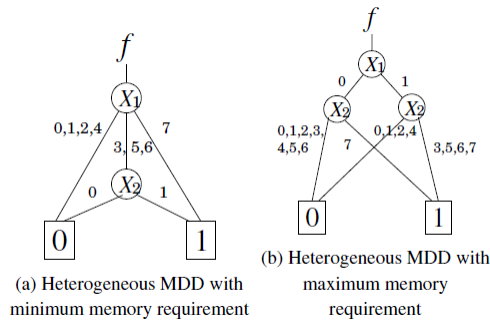 f
X1
0,1,2,4
7
3, 5,6
X2
0
1
0
1
(a) Heterogeneous MDD with
minimum memory requirement
f
X1
0
1
X2
X2
0,1,2,3,
4,5,6
7
0,1,2,4
3,5,6,7
0
1
(b) Heterogeneous MDD with
maximum memory
requirement